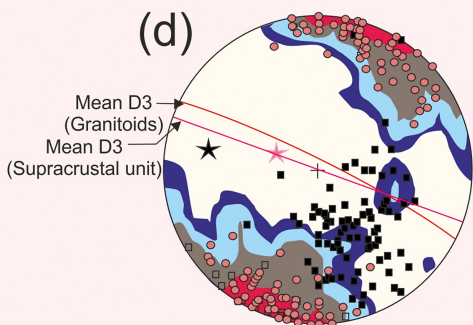 (d)
Mean D3
(Granitoids)
Mean D3
(Supracrustal unit)